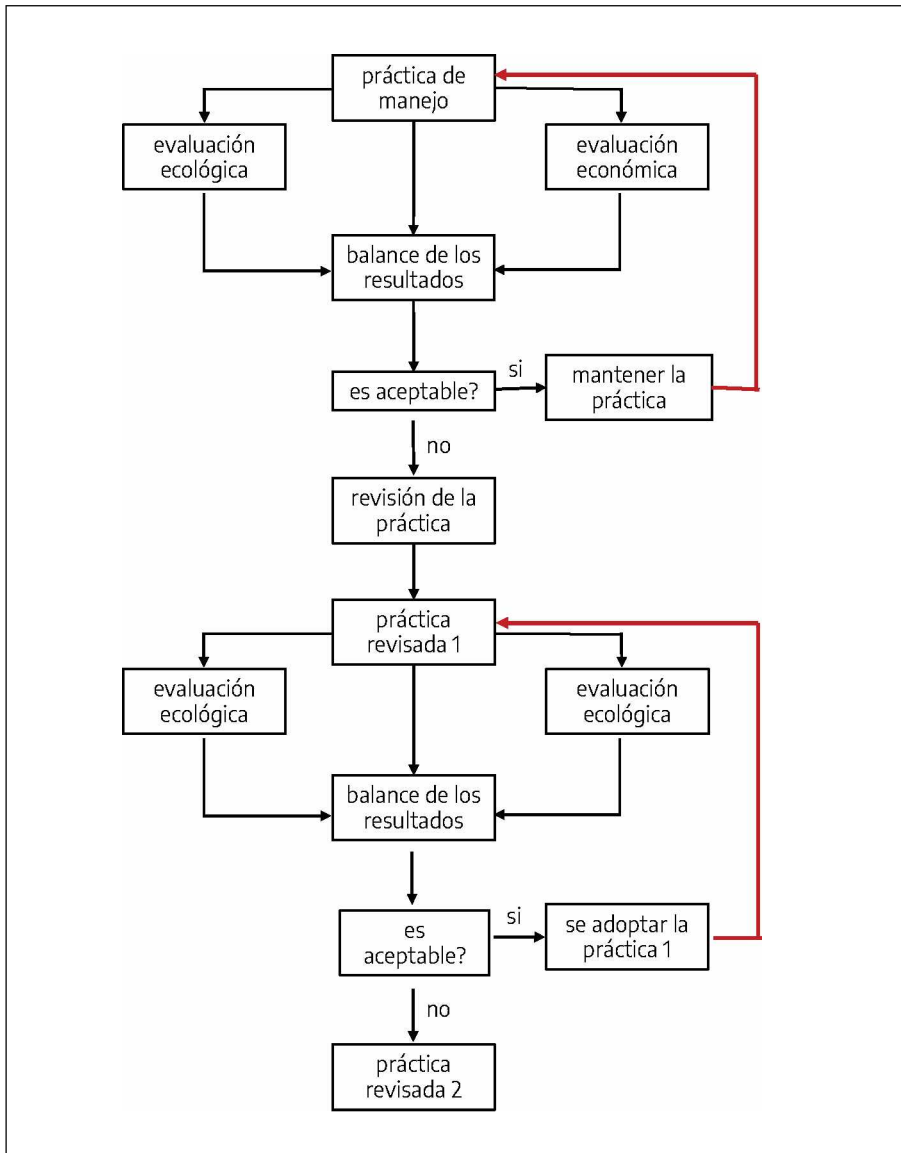 práctica de
manejo
evaluación
ecológica
evaluación
económica
balance de los
resultados
es aceptable?
si
mantener la
práctica
no
revisión de la
práctica
práctica
revisada 1
evaluación
ecológica
evaluación
ecológica
balance de los
resultados
es
aceptable?
si
se adoptar la
práctica 1
no
práctica
revisada 2